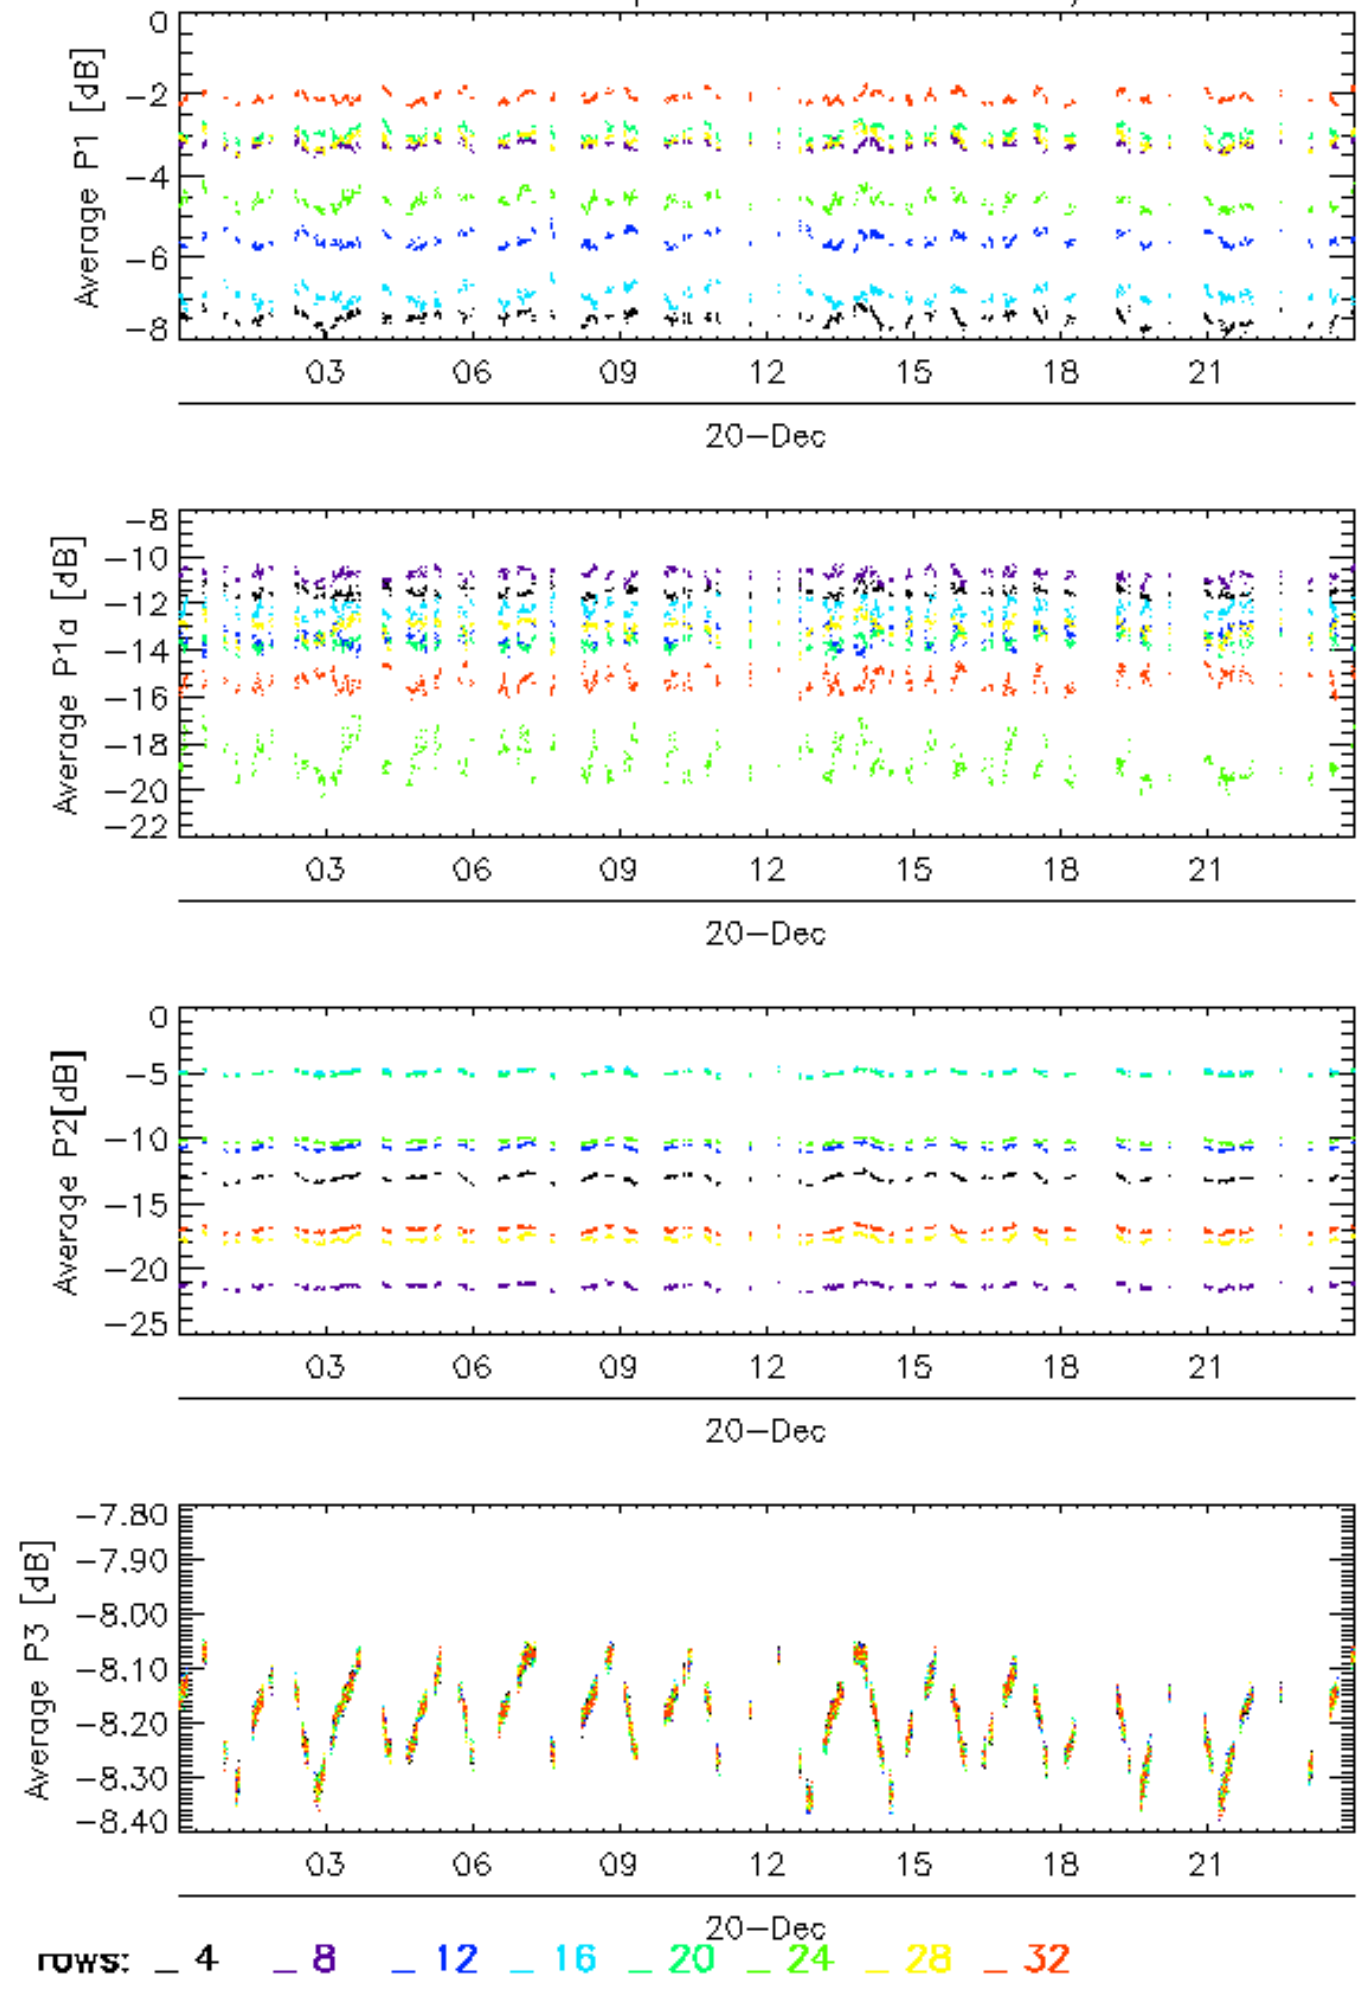 Average P1 [dB]
0
−2
−4
−6
−8
03 06 09 12 15 18 21
20−Dec
Average P1a [dB]
−8
−10
−12
−14
−16
−18
−20
−22
03 06 09 12 15 18 21
20−Dec
Average P2[dB]
0
−5
−10
−15
−20
−25
03 06 09 12 15 18 21
20−Dec
Average P3 [dB]
−7.80
−7.90
−8.00
−8.10
−8.20
−8.30
−8.40
03 06 09 12 15 18 21
20−Dec
rows: _ 4 _ 8 _ 12 _ 16 _ 20 _ 24 _ 28 _ 32